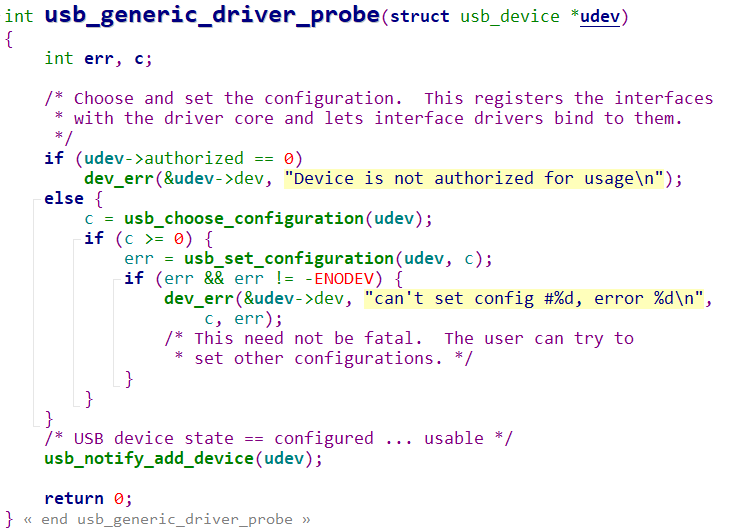 int usb_generic_driver_probe(struct usb_device *udev)
{
    int err, c;

    /* Choose and set the configuration.  This registers the interfaces
     * with the driver core and lets interface drivers bind to them.
     */
    if (udev->authorized == 0)
        dev_err(&udev->dev, "Device is not authorized for usage\n");
    else {
        c = usb_choose_configuration(udev);
        if (c >= 0) {
            err = usb_set_configuration(udev, c);
            if (err && err != -ENODEV) {
                dev_err(&udev->dev, "can't set config #%d, error %d\n",
                    c, err);
                /* This need not be fatal.  The user can try to
                 * set other configurations. */
            }
        }
    }
    /* USB device state == configured ... usable */
    usb_notify_add_device(udev);

    return 0;
} « end usb_generic_driver_probe »